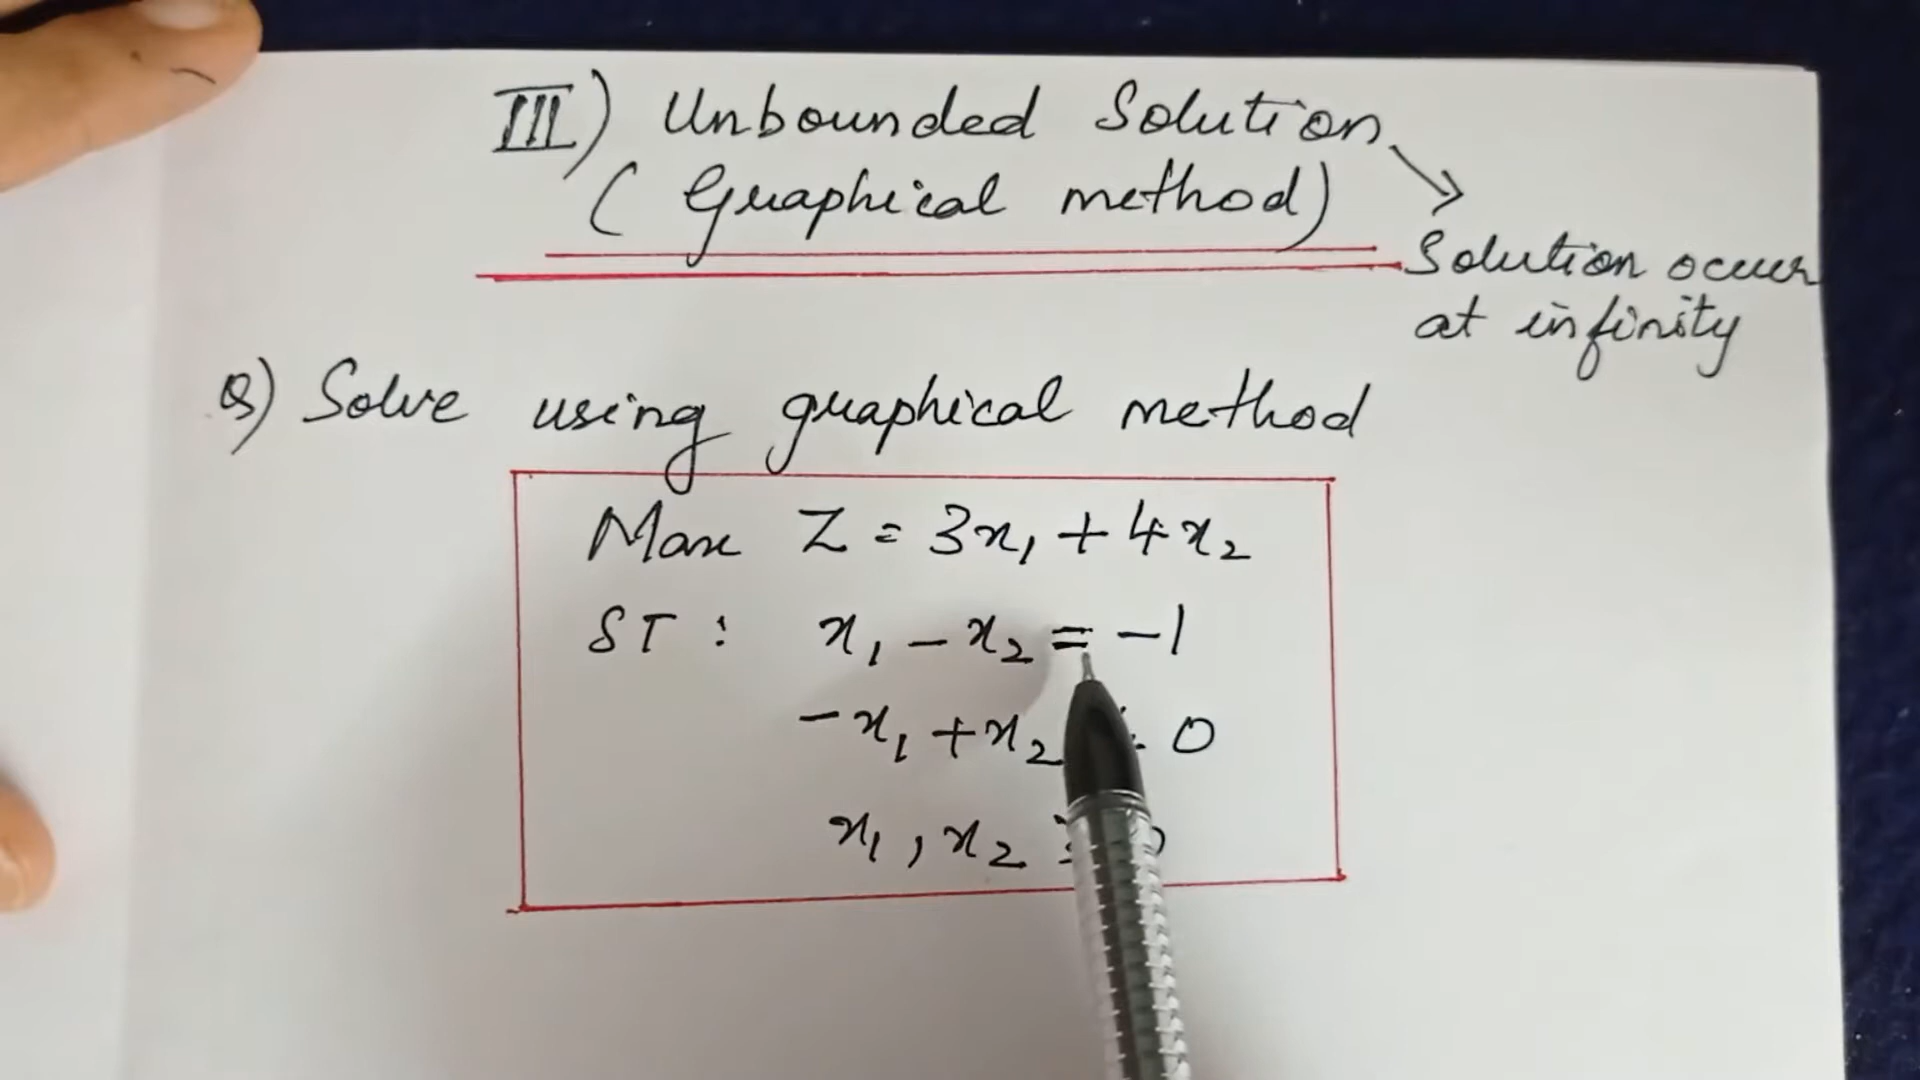 III) Unbounded Solution
(Graphical method)
Solution occur
at infinity
Q) Solve using graphical method
Max Z = 3x₁ + 4x₂
ST : x₁ - x₂ = -1
-x₁ + x₂ 0
x₁, x₂